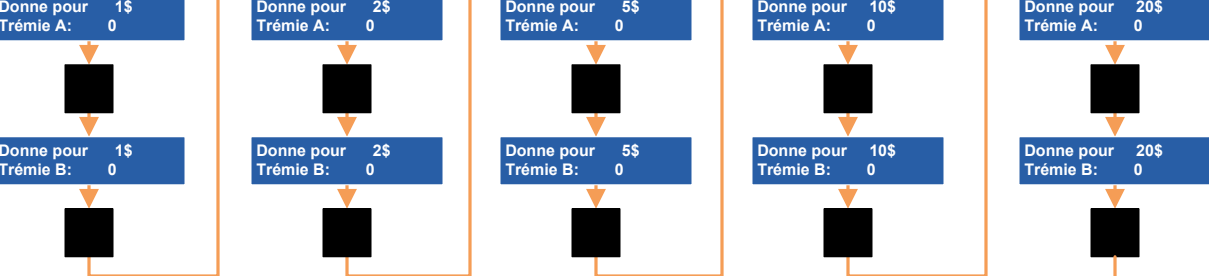 Donne pour 1$
Trémie A: 0
Donne pour 2$
Trémie A: 0
Donne pour 5$
Trémie A: 0
Donne pour 10$
Trémie A: 0
Donne pour 20$
Trémie A: 0
Donne pour 1$
Trémie B: 0
Donne pour 2$
Trémie B: 0
Donne pour 5$
Trémie B: 0
Donne pour 10$
Trémie B: 0
Donne pour 20$
Trémie B: 0